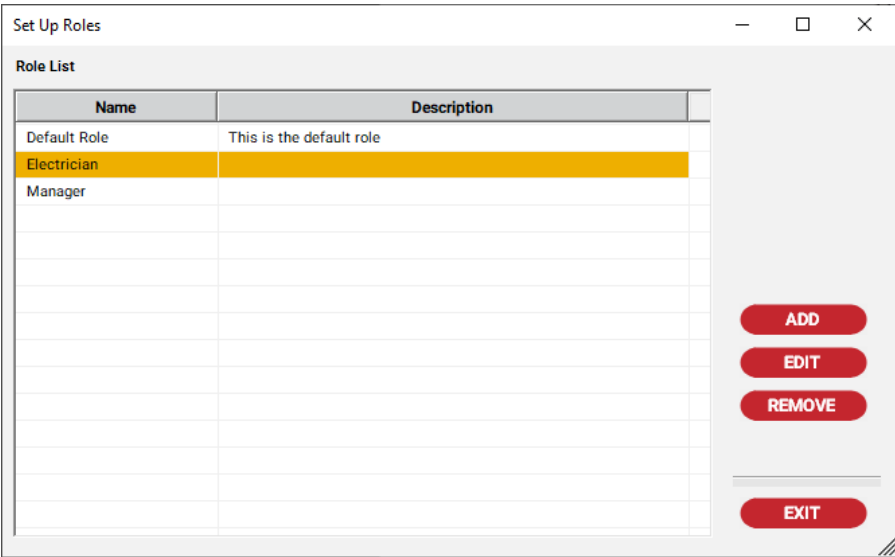 Set Up Roles
Role List
Name Description
Default Role This is the default role
Electrician
Manager
ADD
EDIT
REMOVE
EXIT